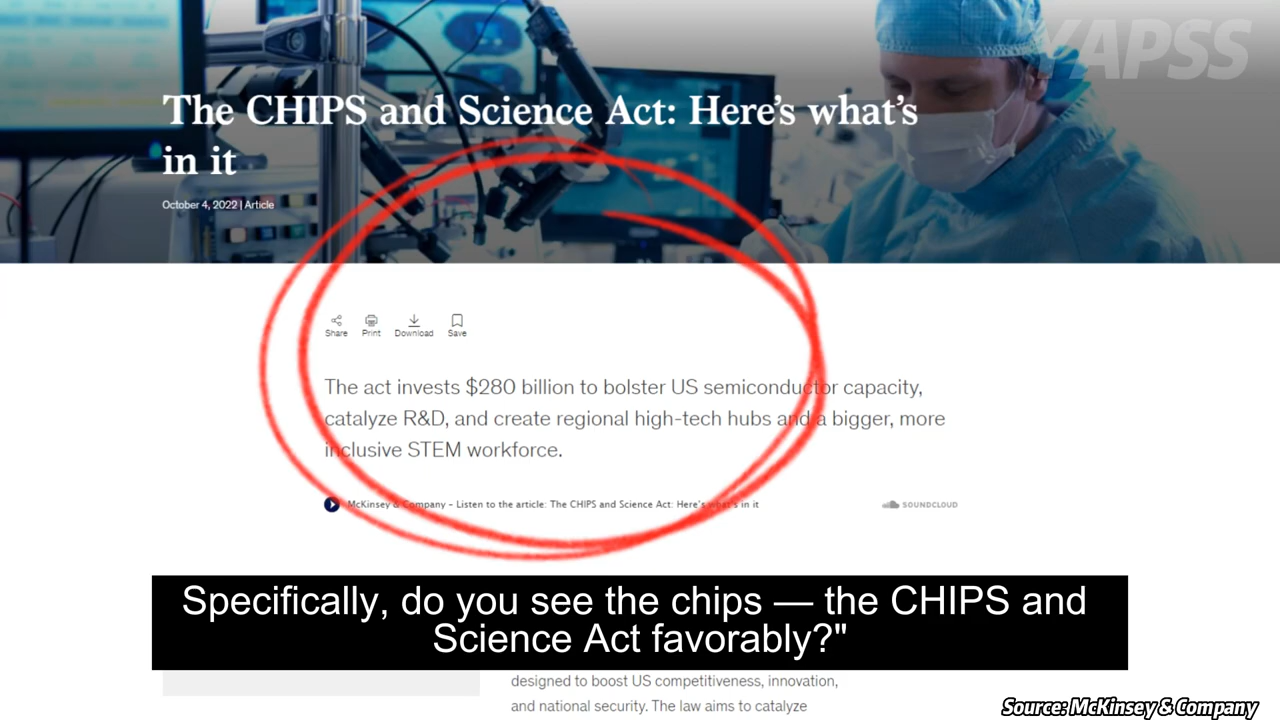 YAPSS
The CHIPS and Science Act: Here's what's
in it
October 4, 2022 | Article
Share Print Download Save
The act invests $280 billion to bolster US semiconductor capacity,
catalyze R&D, and create regional high-tech hubs and a bigger, more
inclusive STEM workforce.
McKinsey & Company - Listen to the article: The CHIPS and Science Act: Here's what's in it
SOUNDCLOUD
Specifically, do you see the chips — the CHIPS and
Science Act favorably?"
designed to boost US competitiveness, innovation,
and national security. The law aims to catalyze
Source: McKinsey & Company